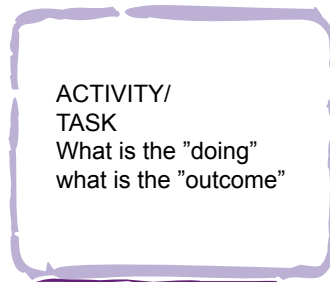 ACTIVITY/
TASK
What is the ”doing”
what is the ”outcome”